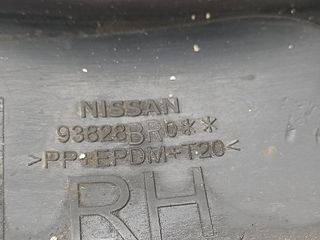 NISSAN
93828BR0**
>PP+EPDM+T20<
RH